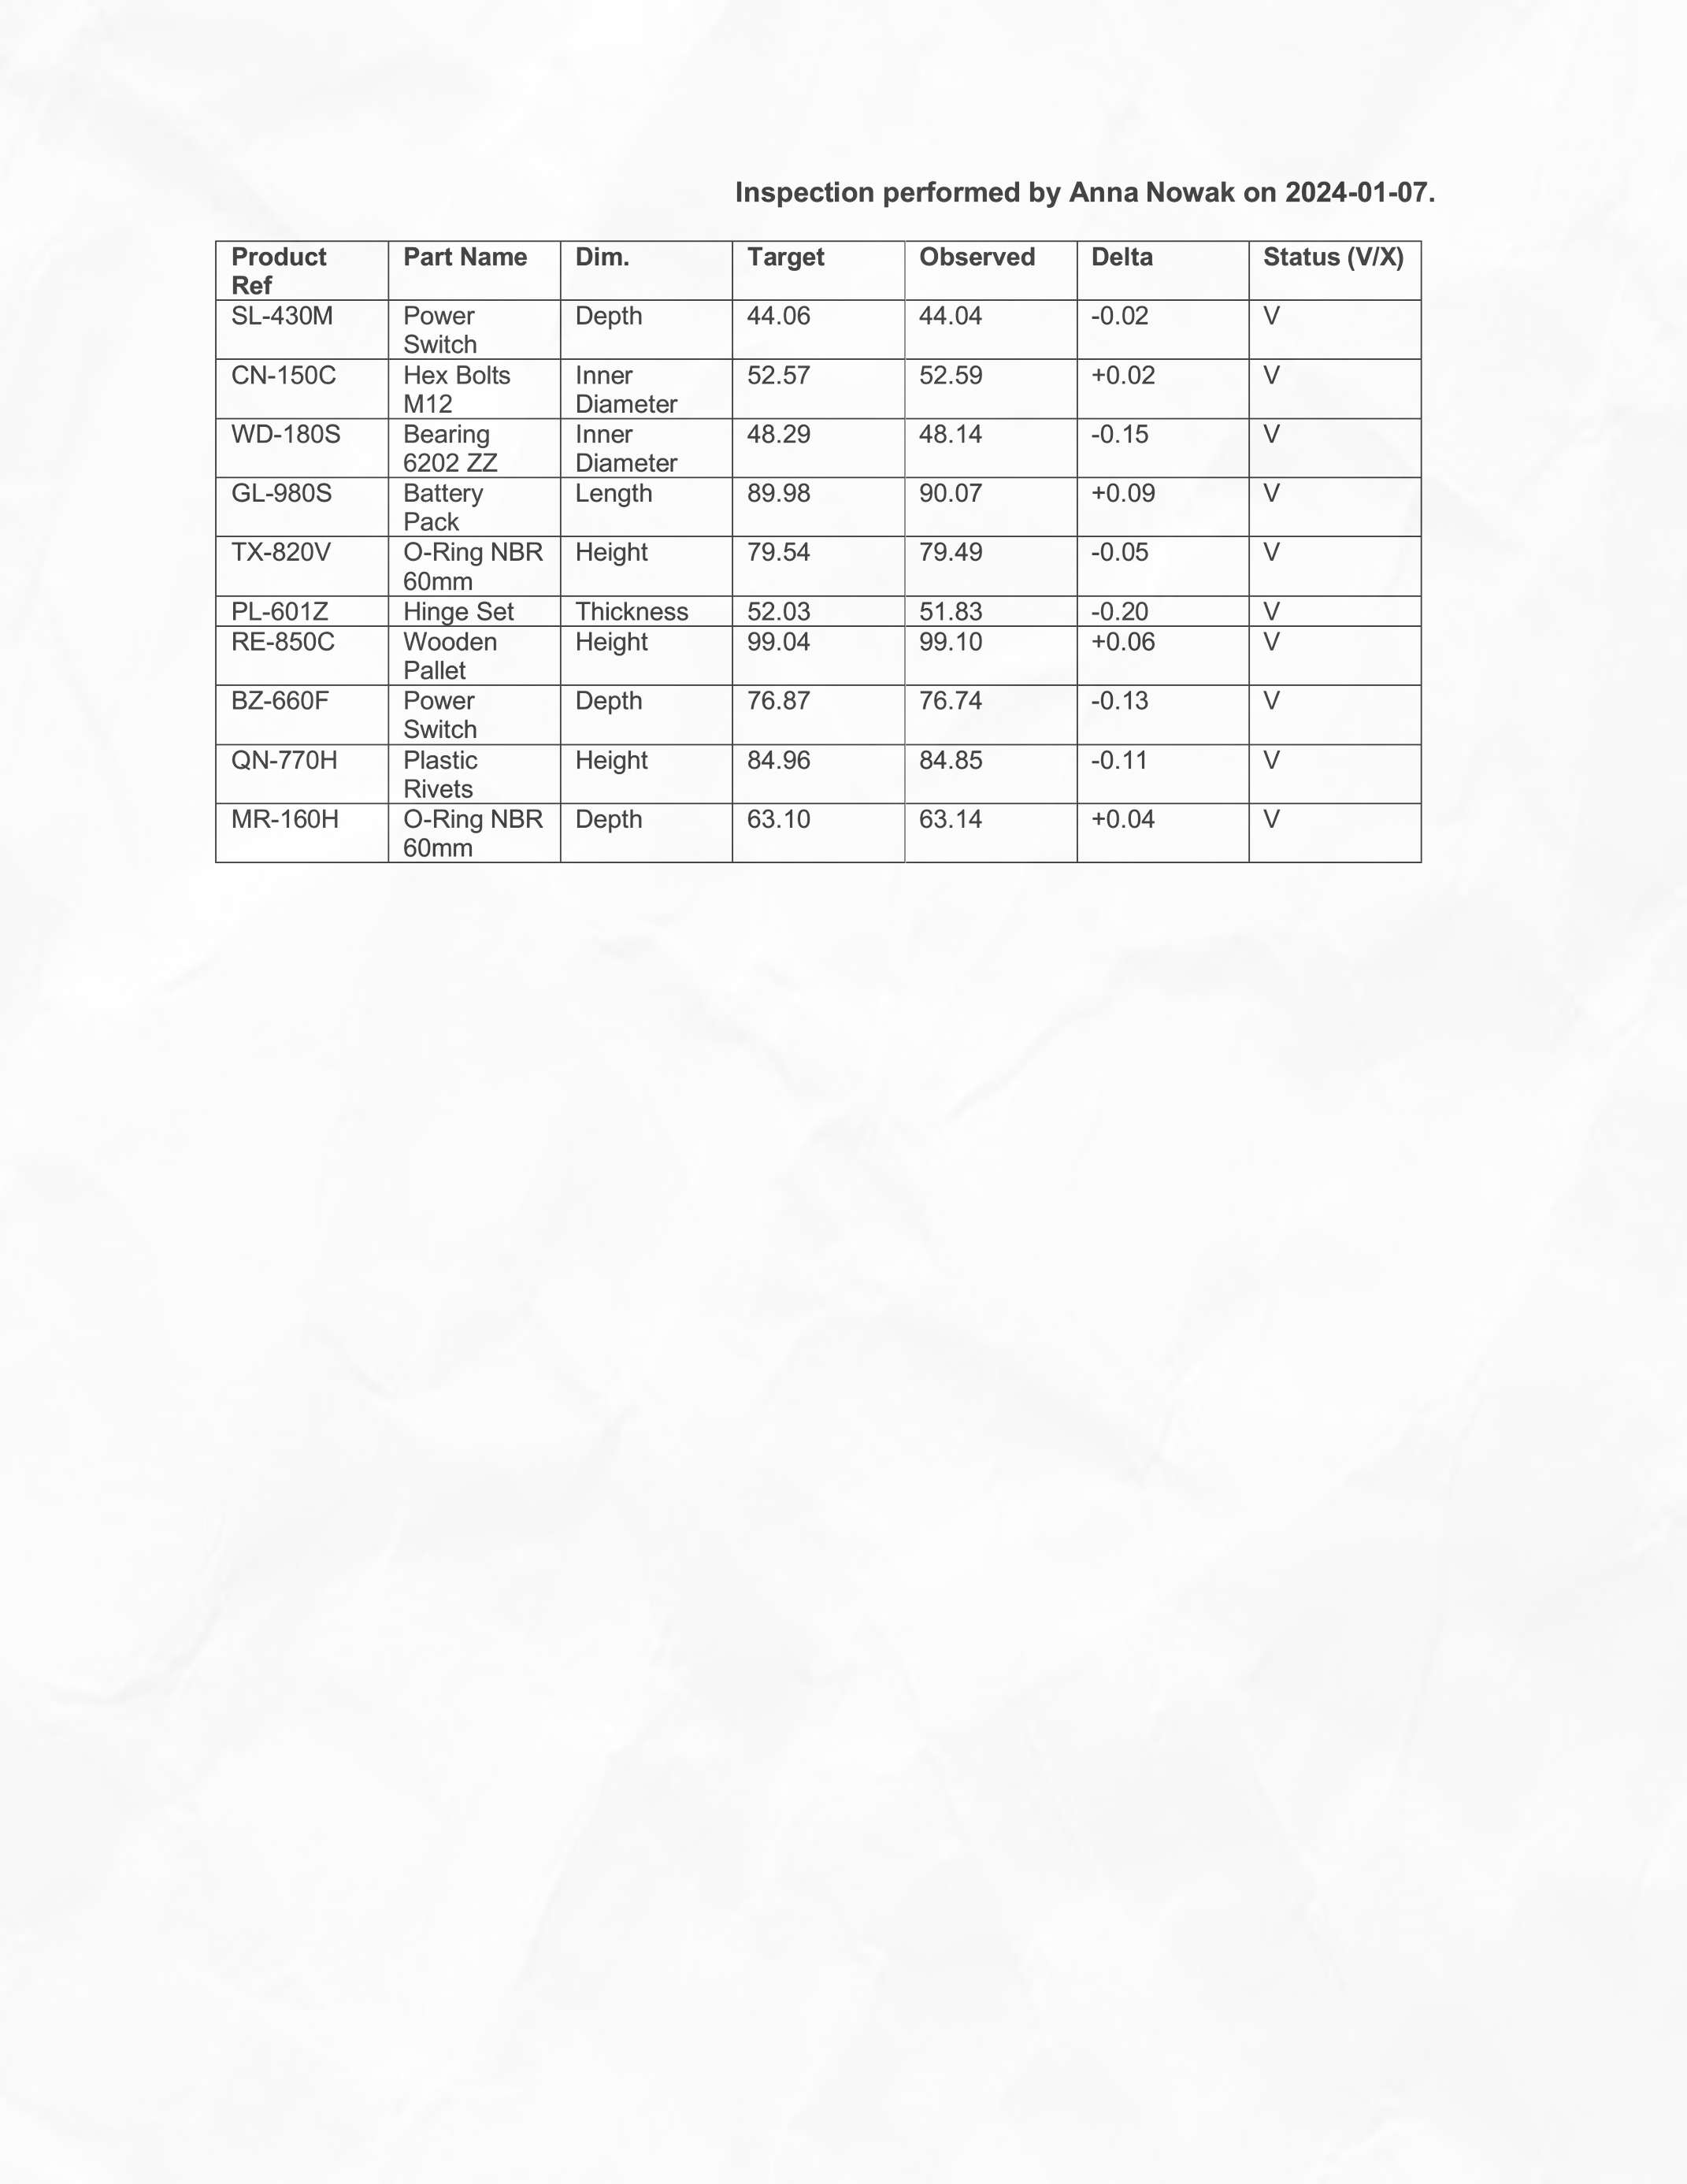 Inspection performed by Anna Nowak on 2024-01-07.
Product Ref | Part Name | Dim. | Target | Observed | Delta | Status (V/X)
SL-430M | Power Switch | Depth | 44.06 | 44.04 | -0.02 | V
CN-150C | Hex Bolts M12 | Inner Diameter | 52.57 | 52.59 | +0.02 | V
WD-180S | Bearing 6202 ZZ | Inner Diameter | 48.29 | 48.14 | -0.15 | V
GL-980S | Battery Pack | Length | 89.98 | 90.07 | +0.09 | V
TX-820V | O-Ring NBR 60mm | Height | 79.54 | 79.49 | -0.05 | V
PL-601Z | Hinge Set | Thickness | 52.03 | 51.83 | -0.20 | V
RE-850C | Wooden Pallet | Height | 99.04 | 99.10 | +0.06 | V
BZ-660F | Power Switch | Depth | 76.87 | 76.74 | -0.13 | V
QN-770H | Plastic Rivets | Height | 84.96 | 84.85 | -0.11 | V
MR-160H | O-Ring NBR 60mm | Depth | 63.10 | 63.14 | +0.04 | V